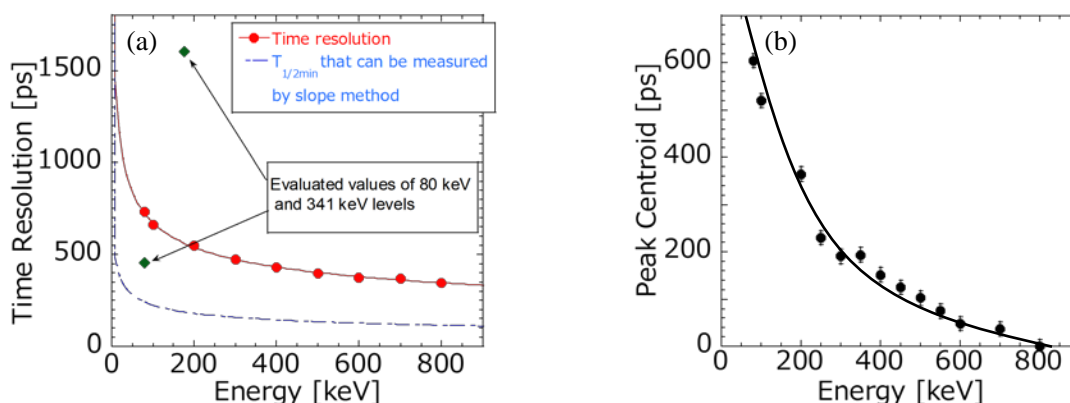 (a)
Time resolution
T1/2min that can be measured
by slope method
Evaluated values of 80 keV
and 341 keV levels
Time Resolution [ps]
1500
1000
500
0
0 200 400 600 800
Energy [keV]
(b)
Peak Centroid [ps]
600
400
200
0
0 200 400 600 800
Energy [keV]